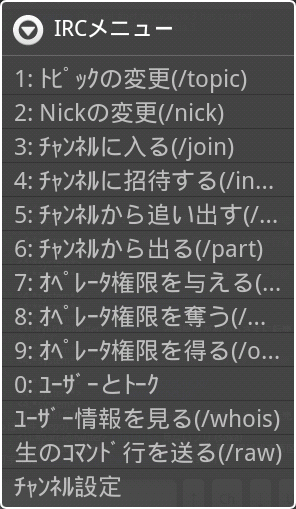 IRCメニュー
1: ﾄﾋﾟｯｸの変更(/topic)
2: Nickの変更(/nick)
3: ﾁｬﾝﾈﾙに入る(/join)
4: ﾁｬﾝﾈﾙに招待する(/in...
5: ﾁｬﾝﾈﾙから追い出す(/...
6: ﾁｬﾝﾈﾙから出る(/part)
7: ｵﾍﾟﾚｰﾀ権限を与える(...
8: ｵﾍﾟﾚｰﾀ権限を奪う(/...
9: ｵﾍﾟﾚｰﾀ権限を得る(/o...
0: ﾕｰｻﾞｰとﾄｰｸ
ﾕｰｻﾞｰ情報を見る(/whois)
生のｺﾏﾝﾄﾞ行を送る(/raw)
ﾁｬﾝﾈﾙ設定